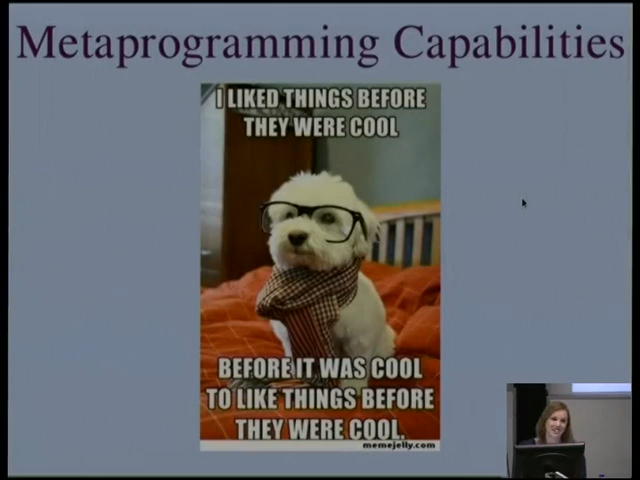 Metaprogramming Capabilities
I LIKED THINGS BEFORE
THEY WERE COOL
BEFORE IT WAS COOL
TO LIKE THINGS BEFORE
THEY WERE COOL.
memejelly.com